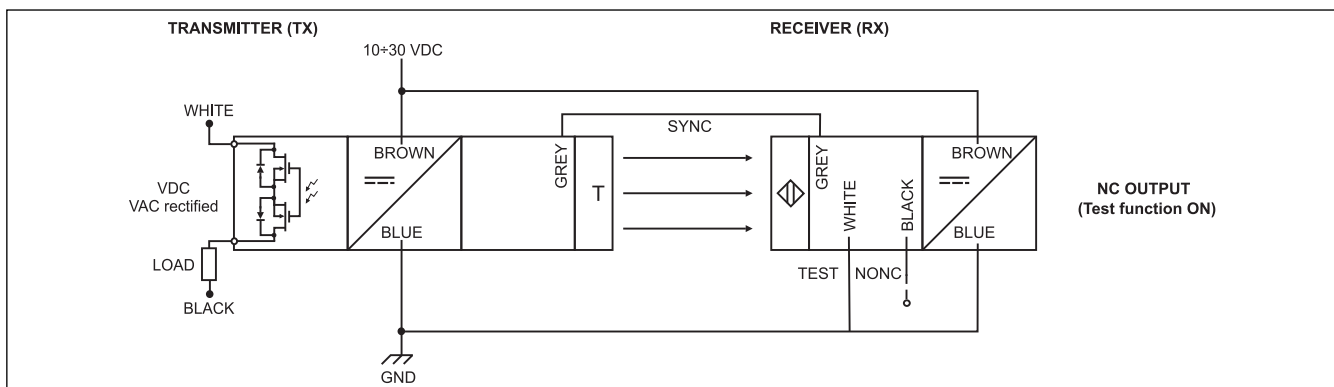 TRANSMITTER (TX)
RECEIVER (RX)
10÷30 VDC
WHITE
SYNC
BROWN
GREY
GREY
WHITE
BLACK
BROWN
VDC
VAC rectified
T
NC OUTPUT
(Test function ON)
BLUE
BLUE
LOAD
TEST
NONC
BLACK
GND